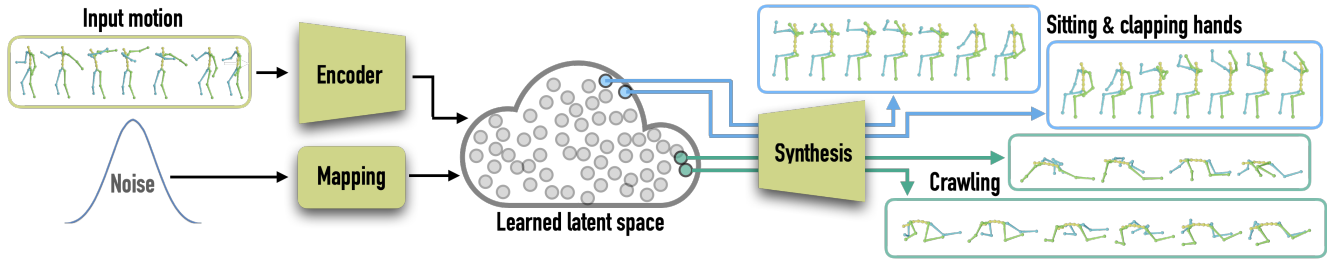 Input motion
Encoder
Noise
Mapping
Learned latent space
Synthesis
Sitting & clapping hands
Crawling